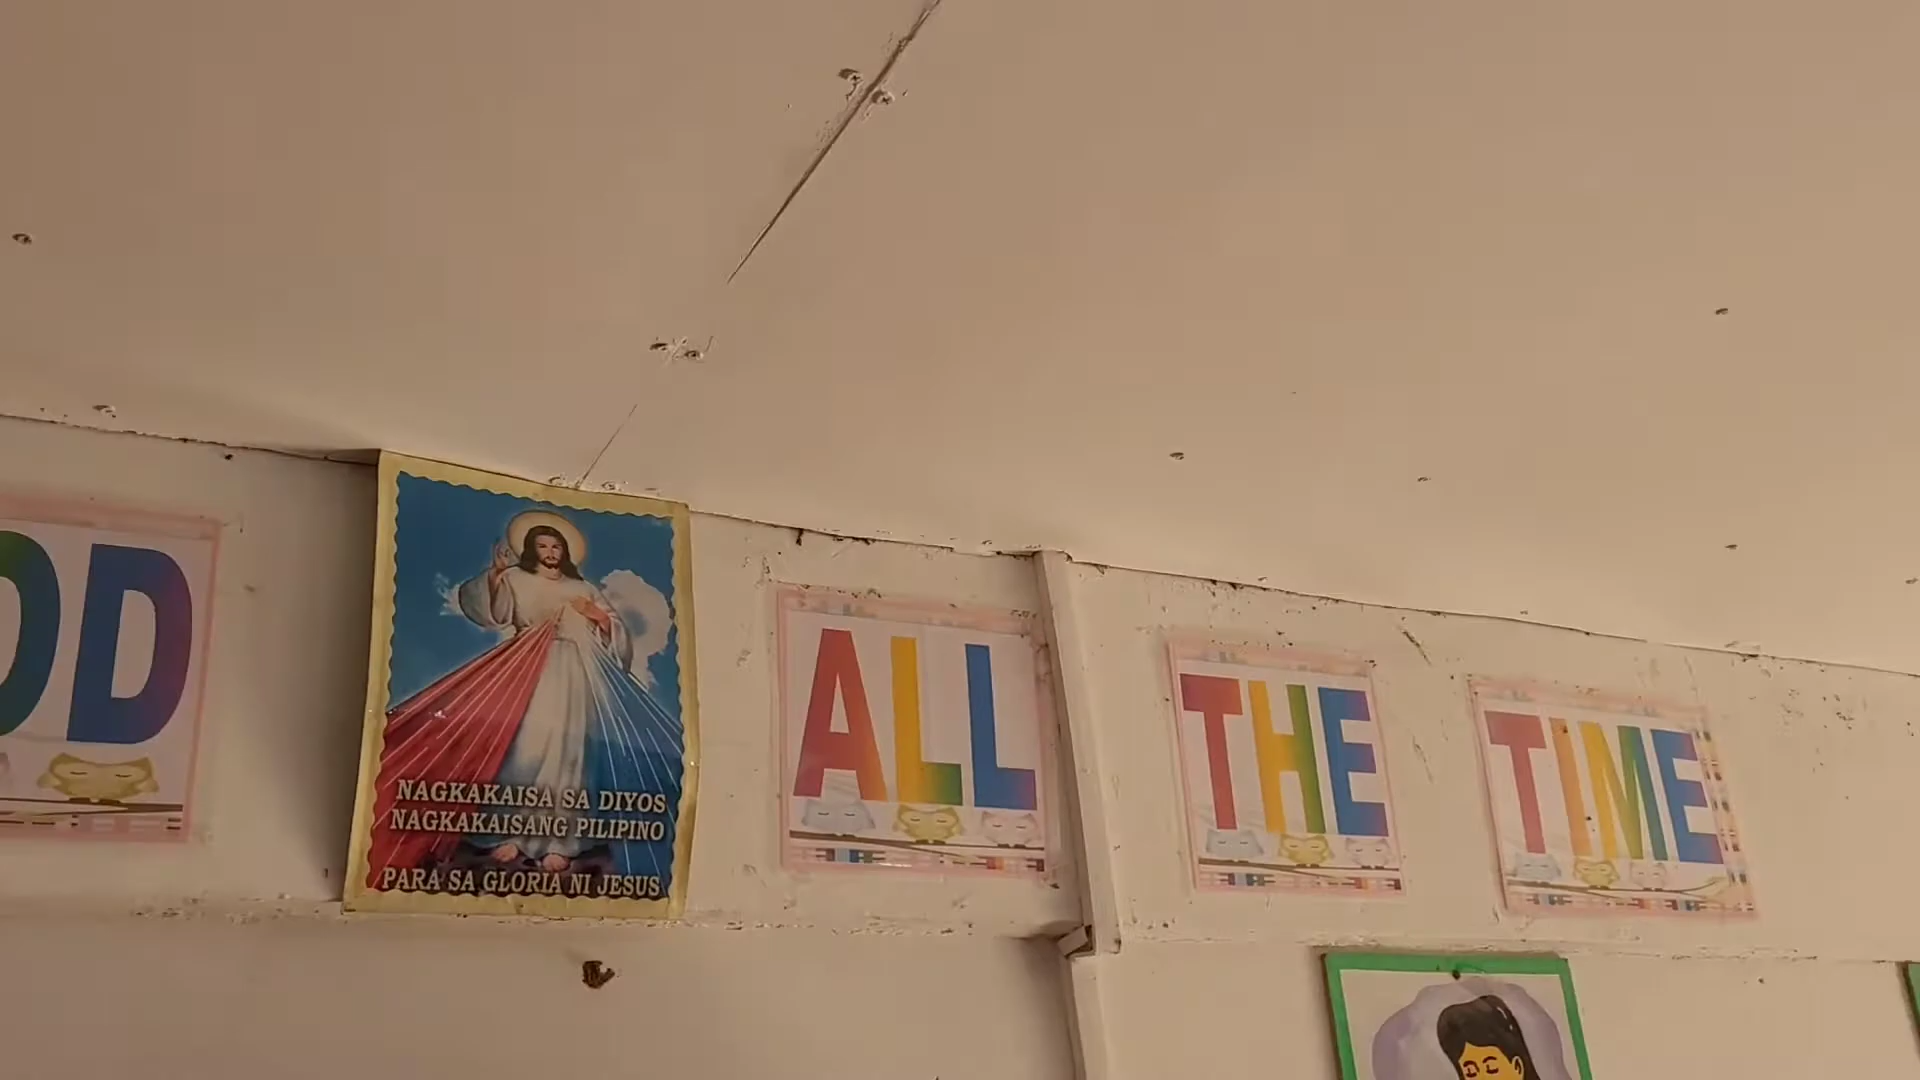 OD
NAGKAKAISA SA DIYOS
NAGKAKAISANG PILIPINO
PARA SA GLORIA NI JESUS
ALL
THE
TIME